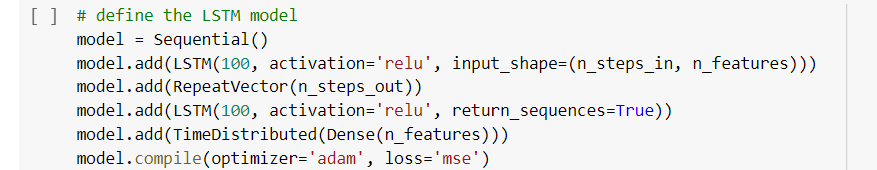 [ ] # define the LSTM model
model = Sequential()
model.add(LSTM(100, activation='relu', input_shape=(n_steps_in, n_features)))
model.add(RepeatVector(n_steps_out))
model.add(LSTM(100, activation='relu', return_sequences=True))
model.add(TimeDistributed(Dense(n_features)))
model.compile(optimizer='adam', loss='mse')